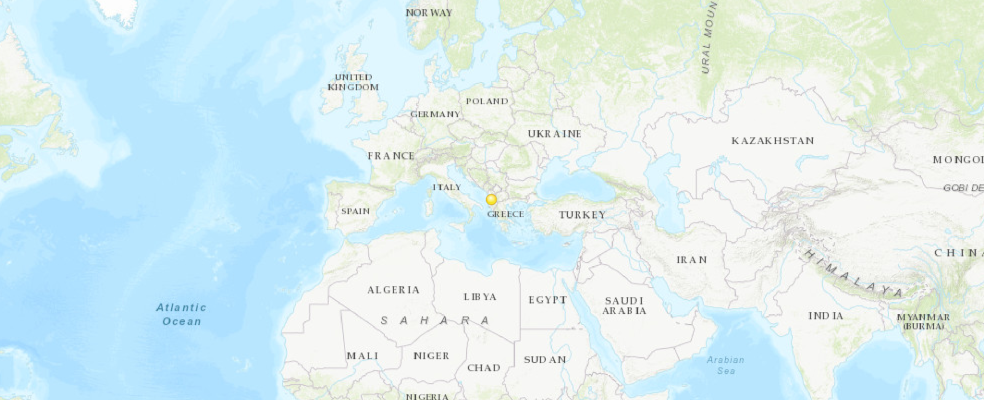 NORWAY
URAL MOUN
UNITED
KINGDOM
POLAND
GERMANY
UKRAINE
KAZAKHSTAN
FRANCE
MONGOL
ITALY
GOBI DE
SPAIN
GREECE
TURKEY
IRAN
CHINA
HIMALAYA
ALGERIA
LIBYA
EGYPT
SAUDI
ARABIA
Atlantic
Ocean
SAHARA
INDIA
MYANMAR
(BURMA)
MALI
NIGER
CHAD
SUDAN
Arabian
Sea
NIGERIA